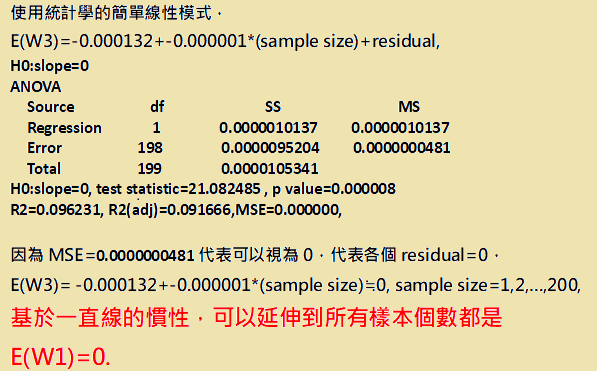 使用統計學的簡單線性模式，
E(W3)=-0.000132+-0.000001*(sample size)+residual,
H0:slope=0
ANOVA
Source df SS MS
Regression 1 0.0000010137 0.0000010137
Error 198 0.0000095204 0.0000000481
Total 199 0.0000105341
H0:slope=0, test statistic=21.082485 , p value=0.000008
R2=0.096231, R2(adj)=0.091666,MSE=0.000000,
因為 MSE=0.0000000481 代表可以視為 0，代表各個 residual=0，
E(W3)= -0.000132+-0.000001*(sample size)≒0, sample size=1,2,...,200,
基於一直線的慣性，可以延伸到所有樣本個數都是
E(W1)=0.